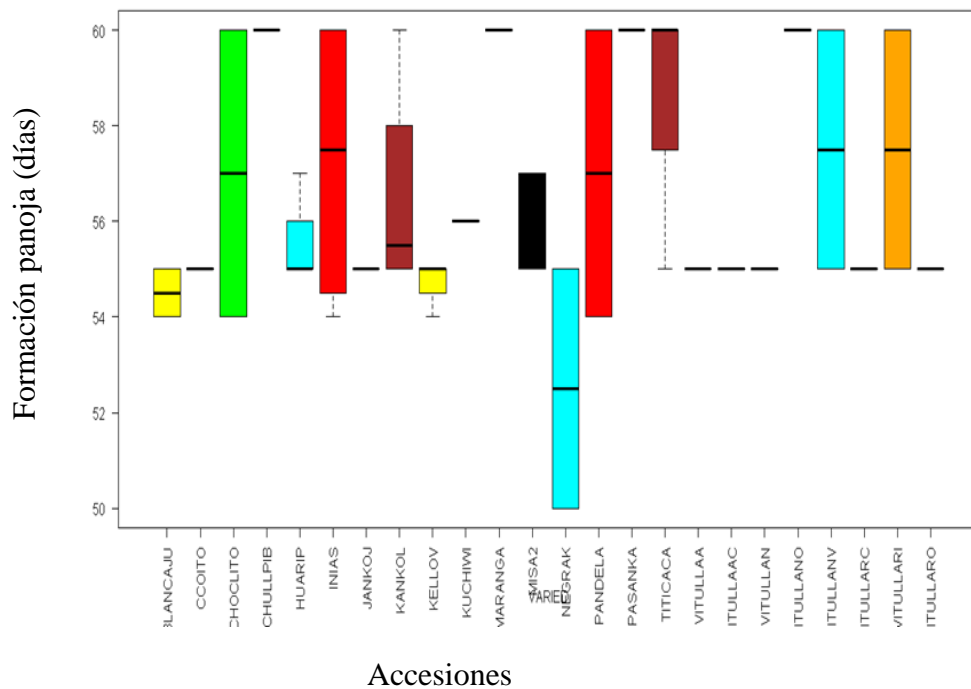 Formación panoja (días)
60
58
56
54
52
50
BLANCAJU
CCOITO
CHOCLITO
CHULLPIB
HUARIP
INIAS
JANKOJ
KANKOL
KELLOV
KUCHIWI
MARANGA
MISA2
NEGRAK
PANDELA
PASANKA
TITICACA
VITULLAA
ITULLAAC
VITULLAN
ITULLANO
ITULLANV
ITULLARC
VITULLARI
ITULLARO
VARIED
Accesiones